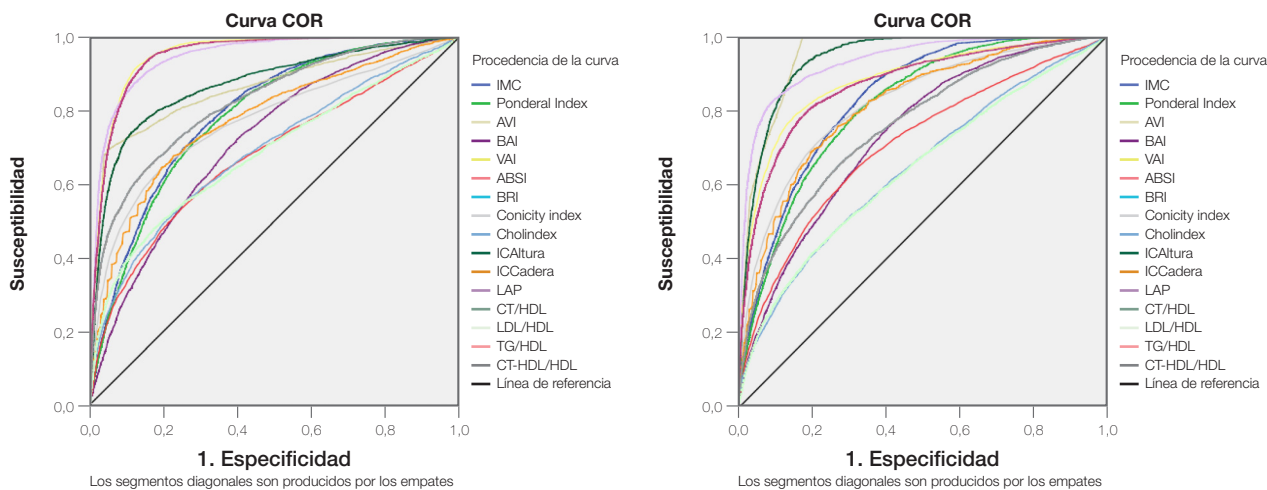 Curva COR
Susceptibilidad
1,0
0,8
0,6
0,4
0,2
0,0
0,0 0,2 0,4 0,6 0,8 1,0
1. Especificidad
Los segmentos diagonales son producidos por los empates
Procedencia de la curva
IMC
Ponderal Index
AVI
BAI
VAI
ABSI
BRI
Conicity index
Cholindex
ICAltura
ICCadera
LAP
CT/HDL
LDL/HDL
TG/HDL
CT-HDL/HDL
Línea de referencia
Curva COR
Susceptibilidad
1,0
0,8
0,6
0,4
0,2
0,0
0,0 0,2 0,4 0,6 0,8 1,0
1. Especificidad
Los segmentos diagonales son producidos por los empates
Procedencia de la curva
IMC
Ponderal Index
AVI
BAI
VAI
ABSI
BRI
Conicity index
Cholindex
ICAltura
ICCadera
LAP
CT/HDL
LDL/HDL
TG/HDL
CT-HDL/HDL
Línea de referencia